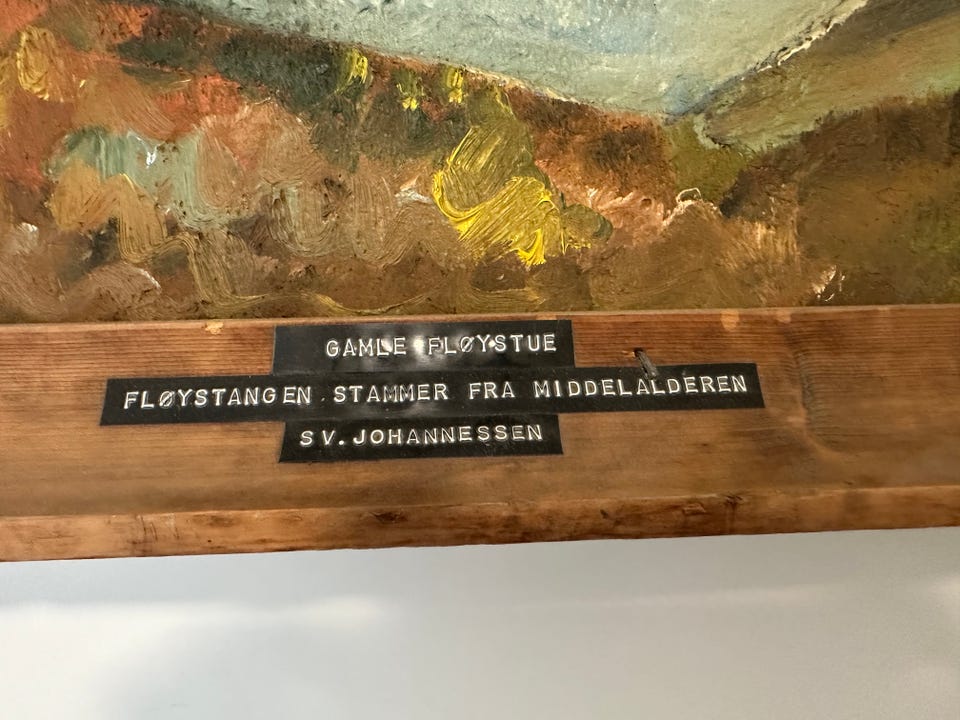 GAMLE FLØYSTUE
FLØYSTANGEN STAMMER FRA MIDDELALDEREN
SV.JOHANNESSEN